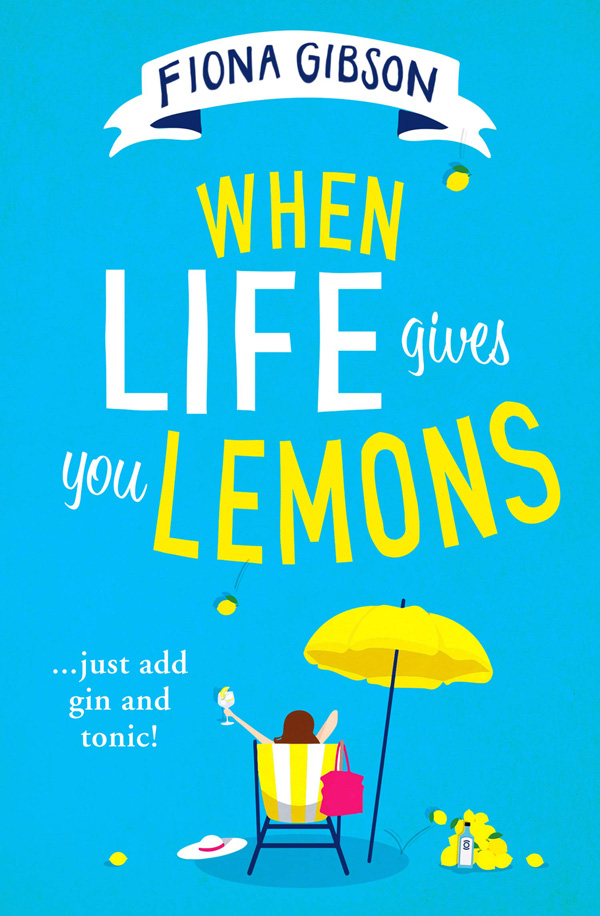 FIONA GIBSON
WHEN
LIFE gives
you LEMONS
...just add
gin and
tonic!